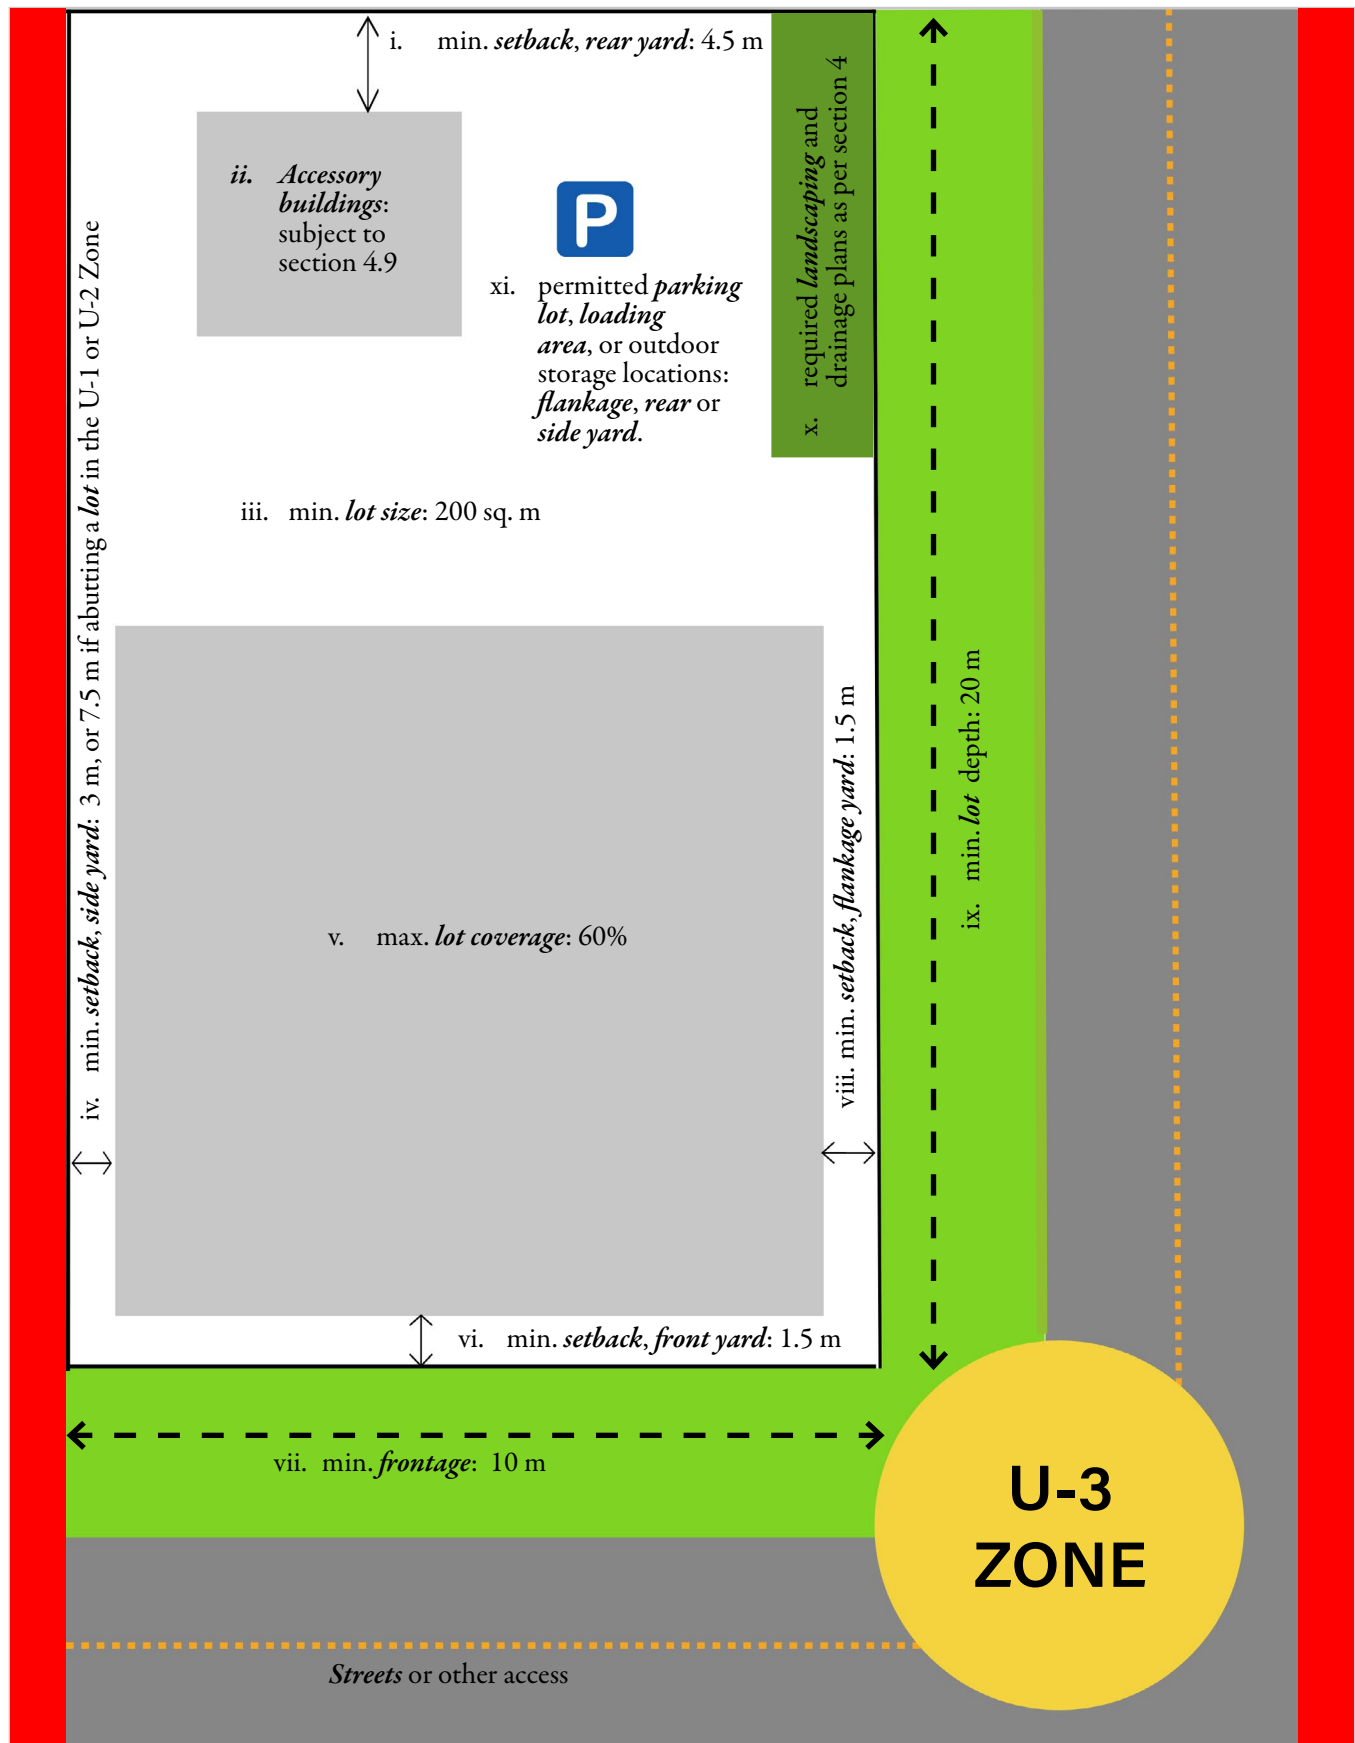 i. min. setback, rear yard: 4.5 m
ii. Accessory
buildings:
subject to
section 4.9
P
xi. permitted parking
lot, loading
area, or outdoor
storage locations:
flankage, rear or
side yard.
x. required landscaping and
drainage plans as per section 4
iii. min. lot size: 200 sq. m
iv. min. setback, side yard: 3 m, or 7.5 m if abutting a lot in the U-1 or U-2 Zone
v. max. lot coverage: 60%
viii. min. setback, flankage yard: 1.5 m
ix. min. lot depth: 20 m
vi. min. setback, front yard: 1.5 m
vii. min. frontage: 10 m
U-3
ZONE
Streets or other access